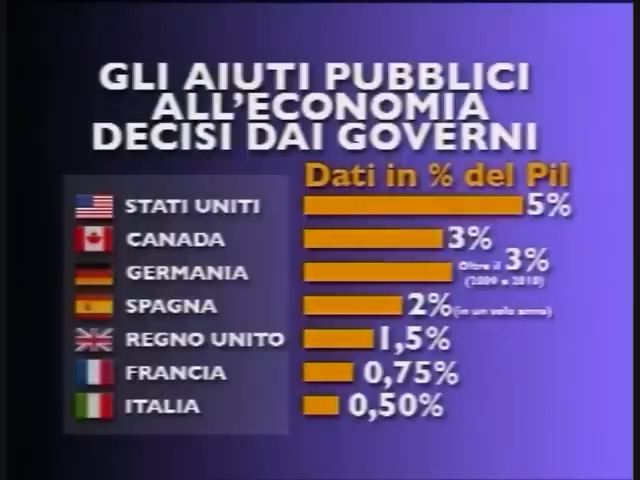 GLI AIUTI PUBBLICI
ALL'ECONOMIA
DECISI DAI GOVERNI
Dati in % del Pil
STATI UNITI 5%
CANADA 3%
GERMANIA Oltre il 3%
(2009 e 2010)
SPAGNA 2% (in un solo anno)
REGNO UNITO 1,5%
FRANCIA 0,75%
ITALIA 0,50%